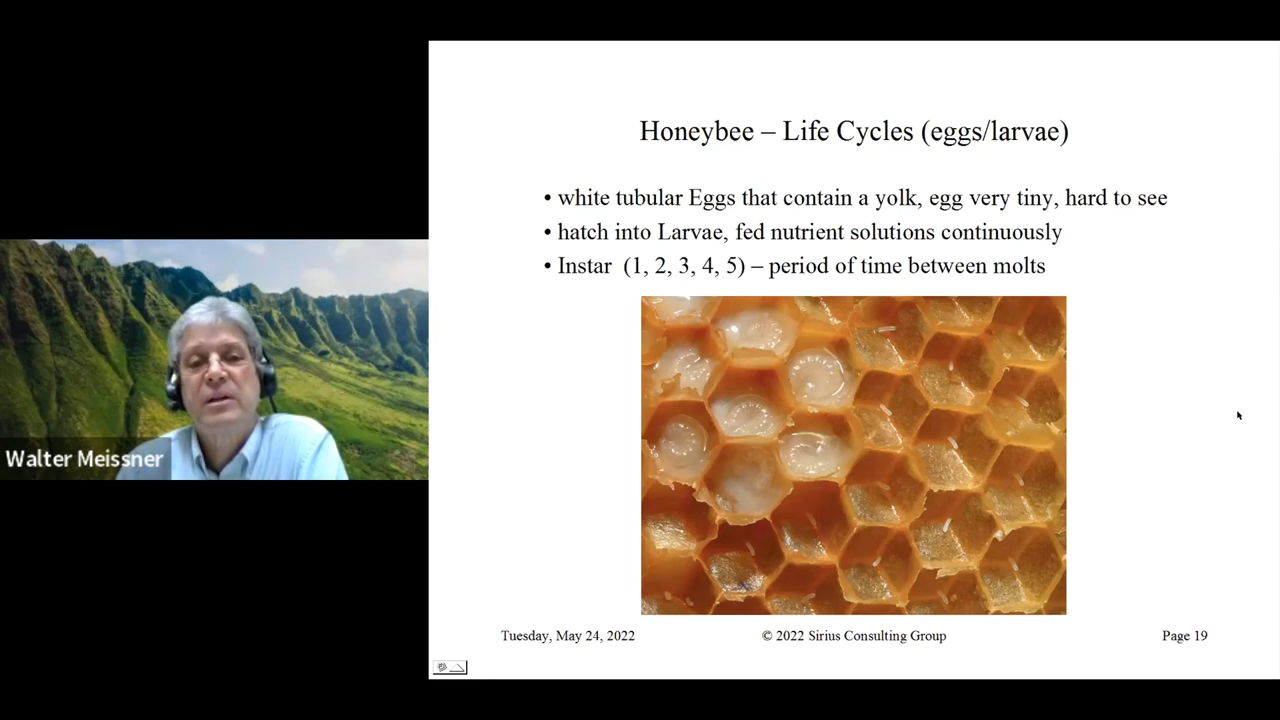 Honeybee – Life Cycles (eggs/larvae)
• white tubular Eggs that contain a yolk, egg very tiny, hard to see
• hatch into Larvae, fed nutrient solutions continuously
• Instar (1, 2, 3, 4, 5) – period of time between molts
Walter Meissner
Tuesday, May 24, 2022
© 2022 Sirius Consulting Group
Page 19